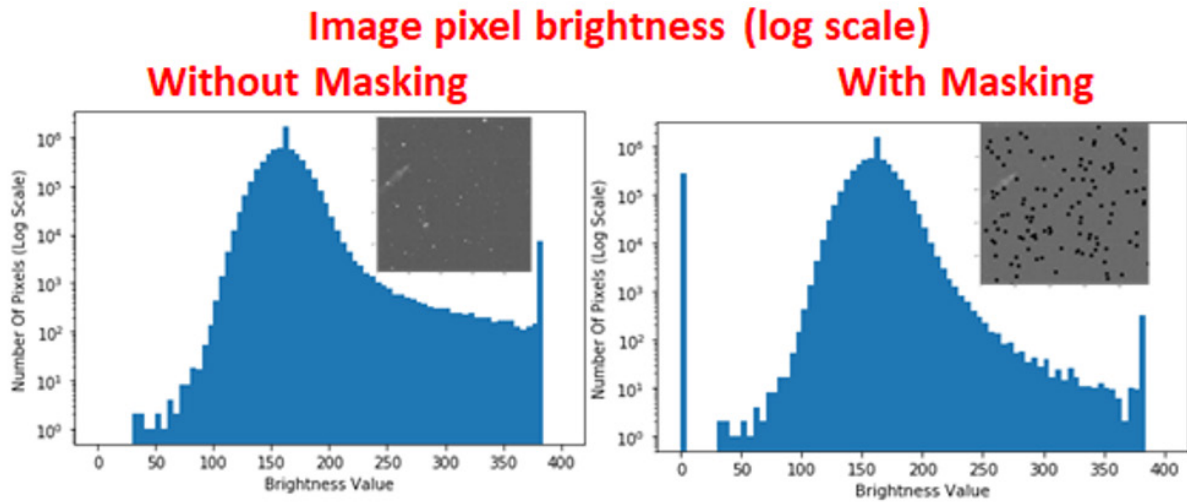 Image pixel brightness (log scale)
Without Masking
With Masking
Number Of Pixels (Log Scale)
10⁶
10⁵
10⁴
10³
10²
10¹
10⁰
0 50 100 150 200 250 300 350 400
Brightness Value
Number Of Pixels (Log Scale)
10⁶
10⁵
10⁴
10³
10²
10¹
10⁰
0 50 100 150 200 250 300 350 400
Brightness Value